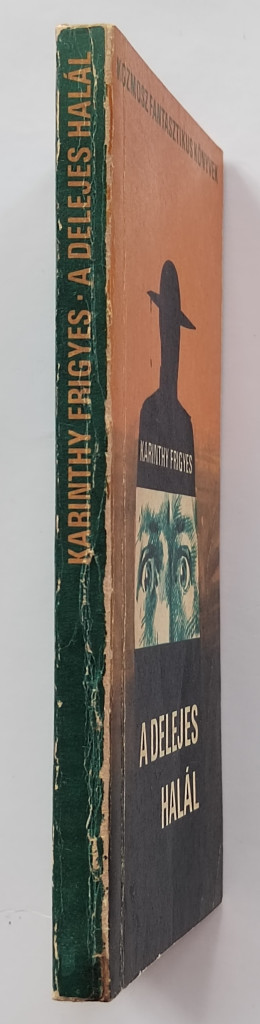 KARINTHY FRIGYES · A DELEJES HALÁL
KOZMOSZ FANTASZTIKUS KÖNYVEK
KARINTHY FRIGYES
A DELEJES
HALÁL